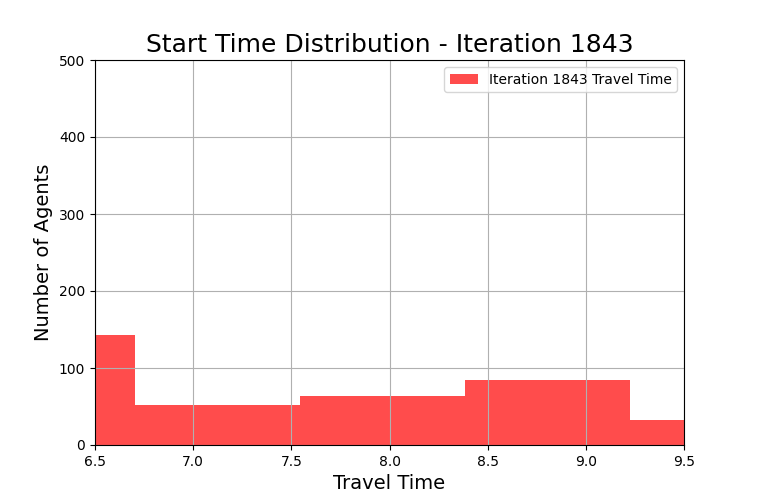 Start Time Distribution - Iteration 1843
500
400
300
200
100
0
Number of Agents
Iteration 1843 Travel Time
6.5 7.0 7.5 8.0 8.5 9.0 9.5
Travel Time